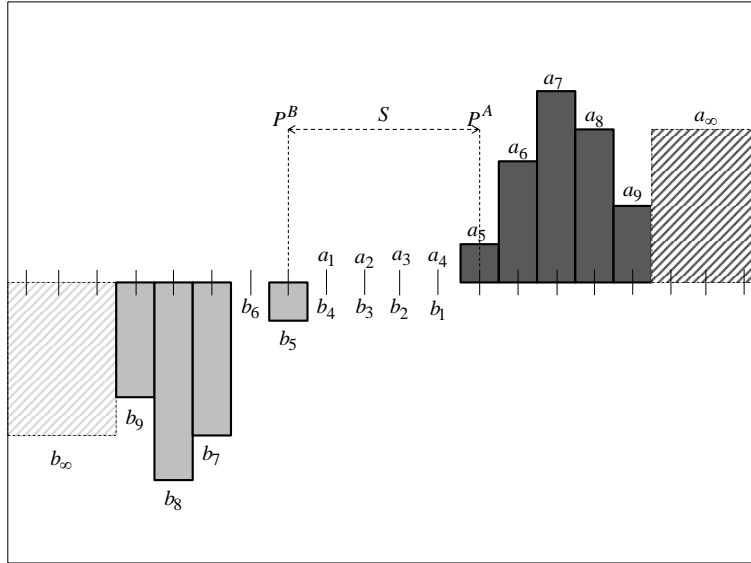 a₇
P^B S P^A a₈ a∞
a₆
a₉
a₅
a₁ a₂ a₃ a₄
b₆ b₄ b₃ b₂ b₁
b₅
b₉
b₇
b∞
b₈